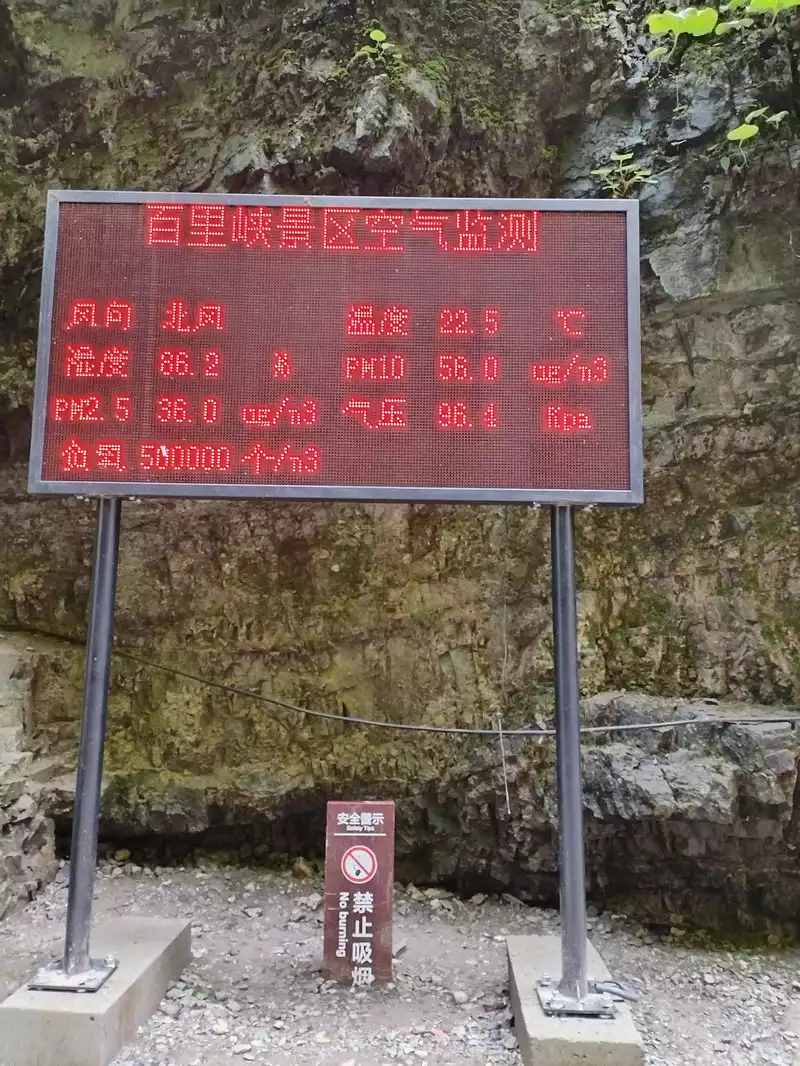 百里峡景区空气监测
风向 北风 温度 22.5 ℃
湿度 86.2 % PM10 56.0 ug/m3
PM2.5 36.0 ug/m3 气压 96.4 Kpa
负氧 500000 个/m3
安全警示
Safety Tips
禁止吸烟
No burning